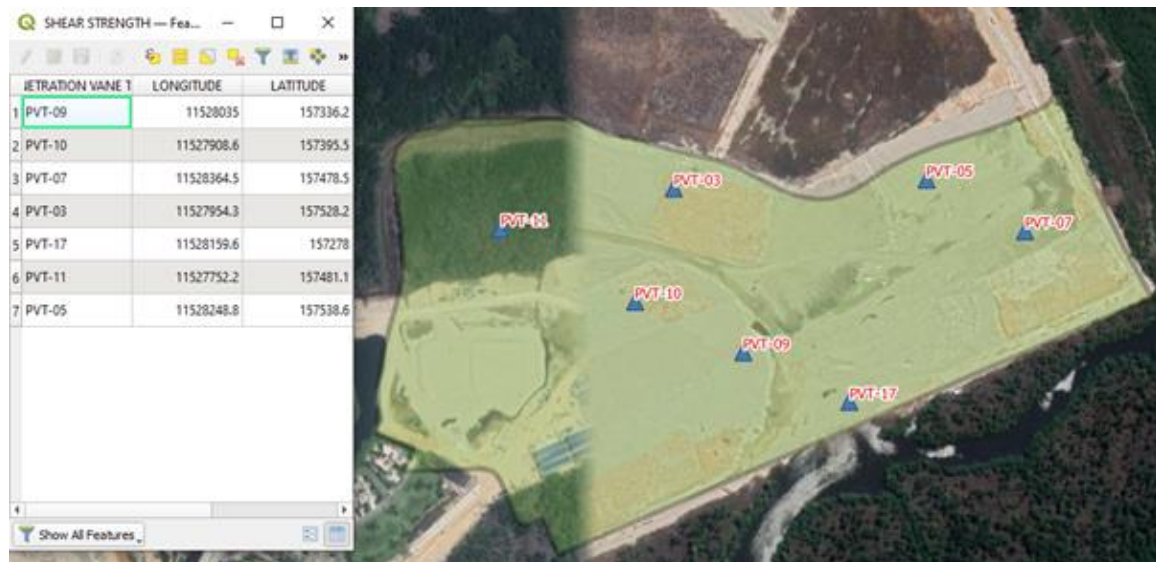 SHEAR STRENGTH — Fea...
IETRATION VANE T LONGITUDE LATITUDE
1 PVT-09 11528035 157336.2
2 PVT-10 11527908.6 157395.5
3 PVT-07 11528364.5 157478.5
4 PVT-03 11527954.3 157528.2
5 PVT-17 11528159.6 157278
6 PVT-11 11527752.2 157481.1
7 PVT-05 11528248.8 157538.6
Show All Features
PVT-05
PVT-03
PVT-11
PVT-07
PVT-10
PVT-09
PVT-17